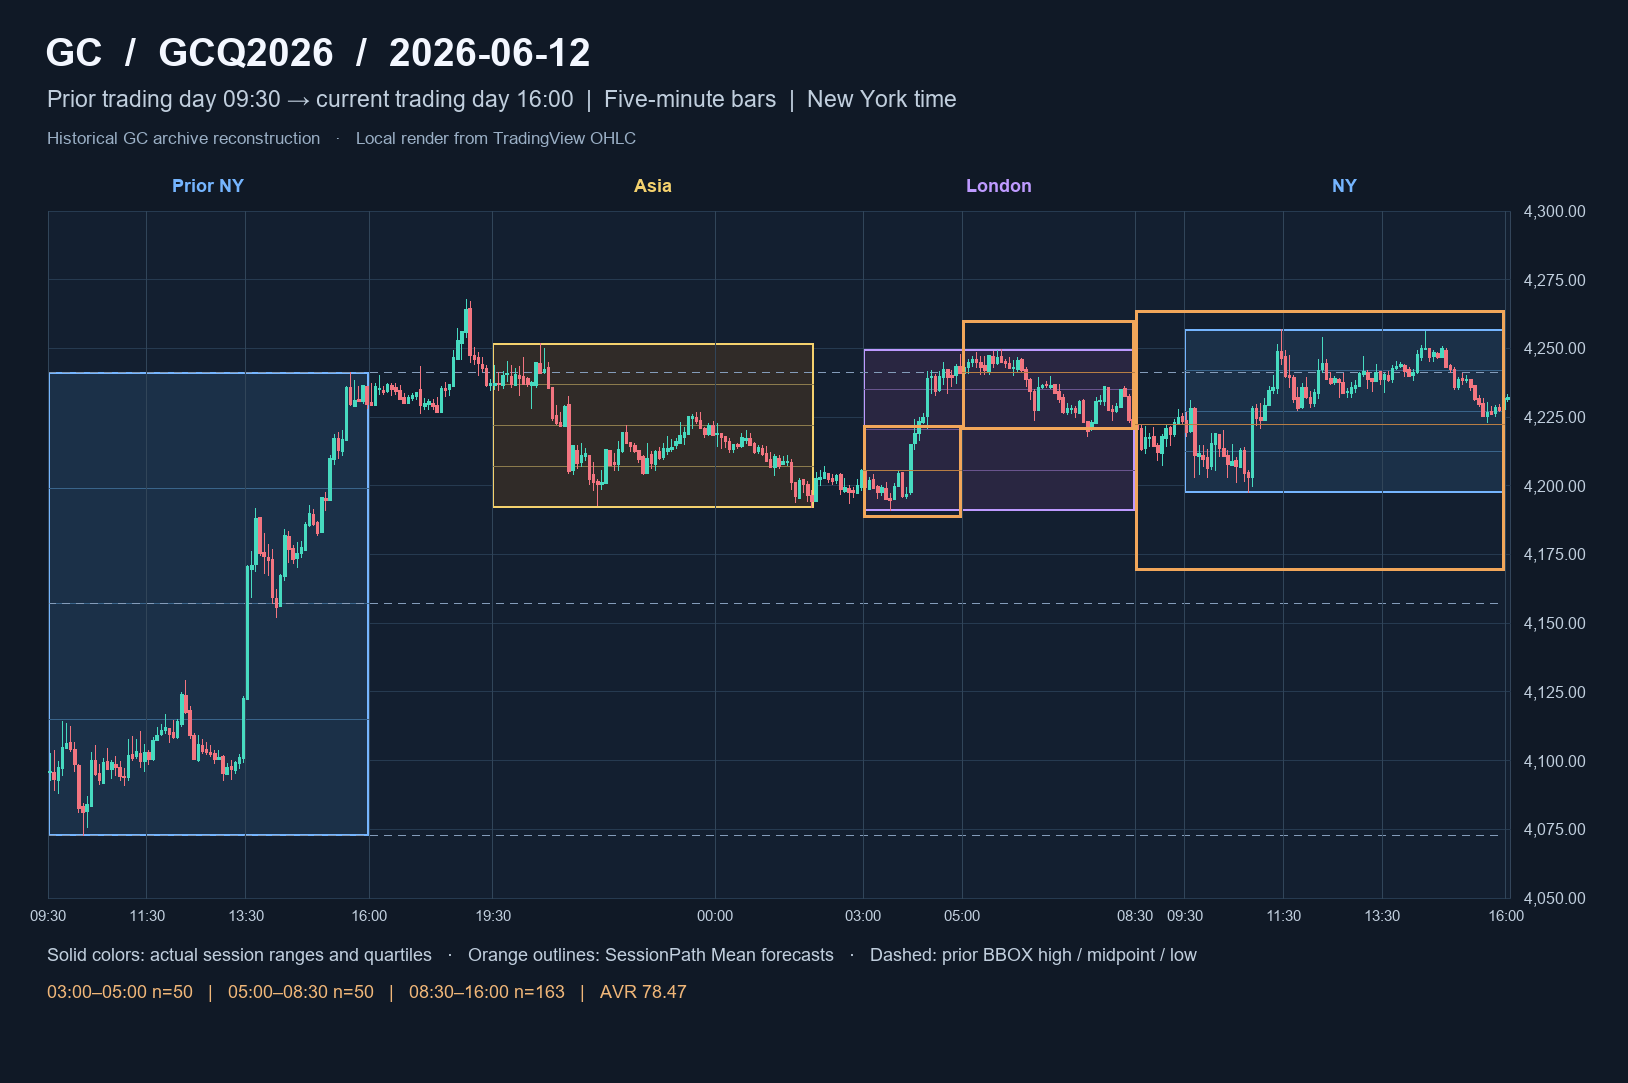 GC / GCQ2026 / 2026-06-12
Prior trading day 09:30 → current trading day 16:00 | Five-minute bars | New York time
Historical GC archive reconstruction · Local render from TradingView OHLC
Prior NY Asia London NY
4,300.00
4,275.00
4,250.00
4,225.00
4,200.00
4,175.00
4,150.00
4,125.00
4,100.00
4,075.00
4,050.00
09:30 11:30 13:30 16:00 19:30 00:00 03:00 05:00 08:30 09:30 11:30 13:30 16:00
Solid colors: actual session ranges and quartiles · Orange outlines: SessionPath Mean forecasts · Dashed: prior BBOX high / midpoint / low
03:00–05:00 n=50 | 05:00–08:30 n=50 | 08:30–16:00 n=163 | AVR 78.47